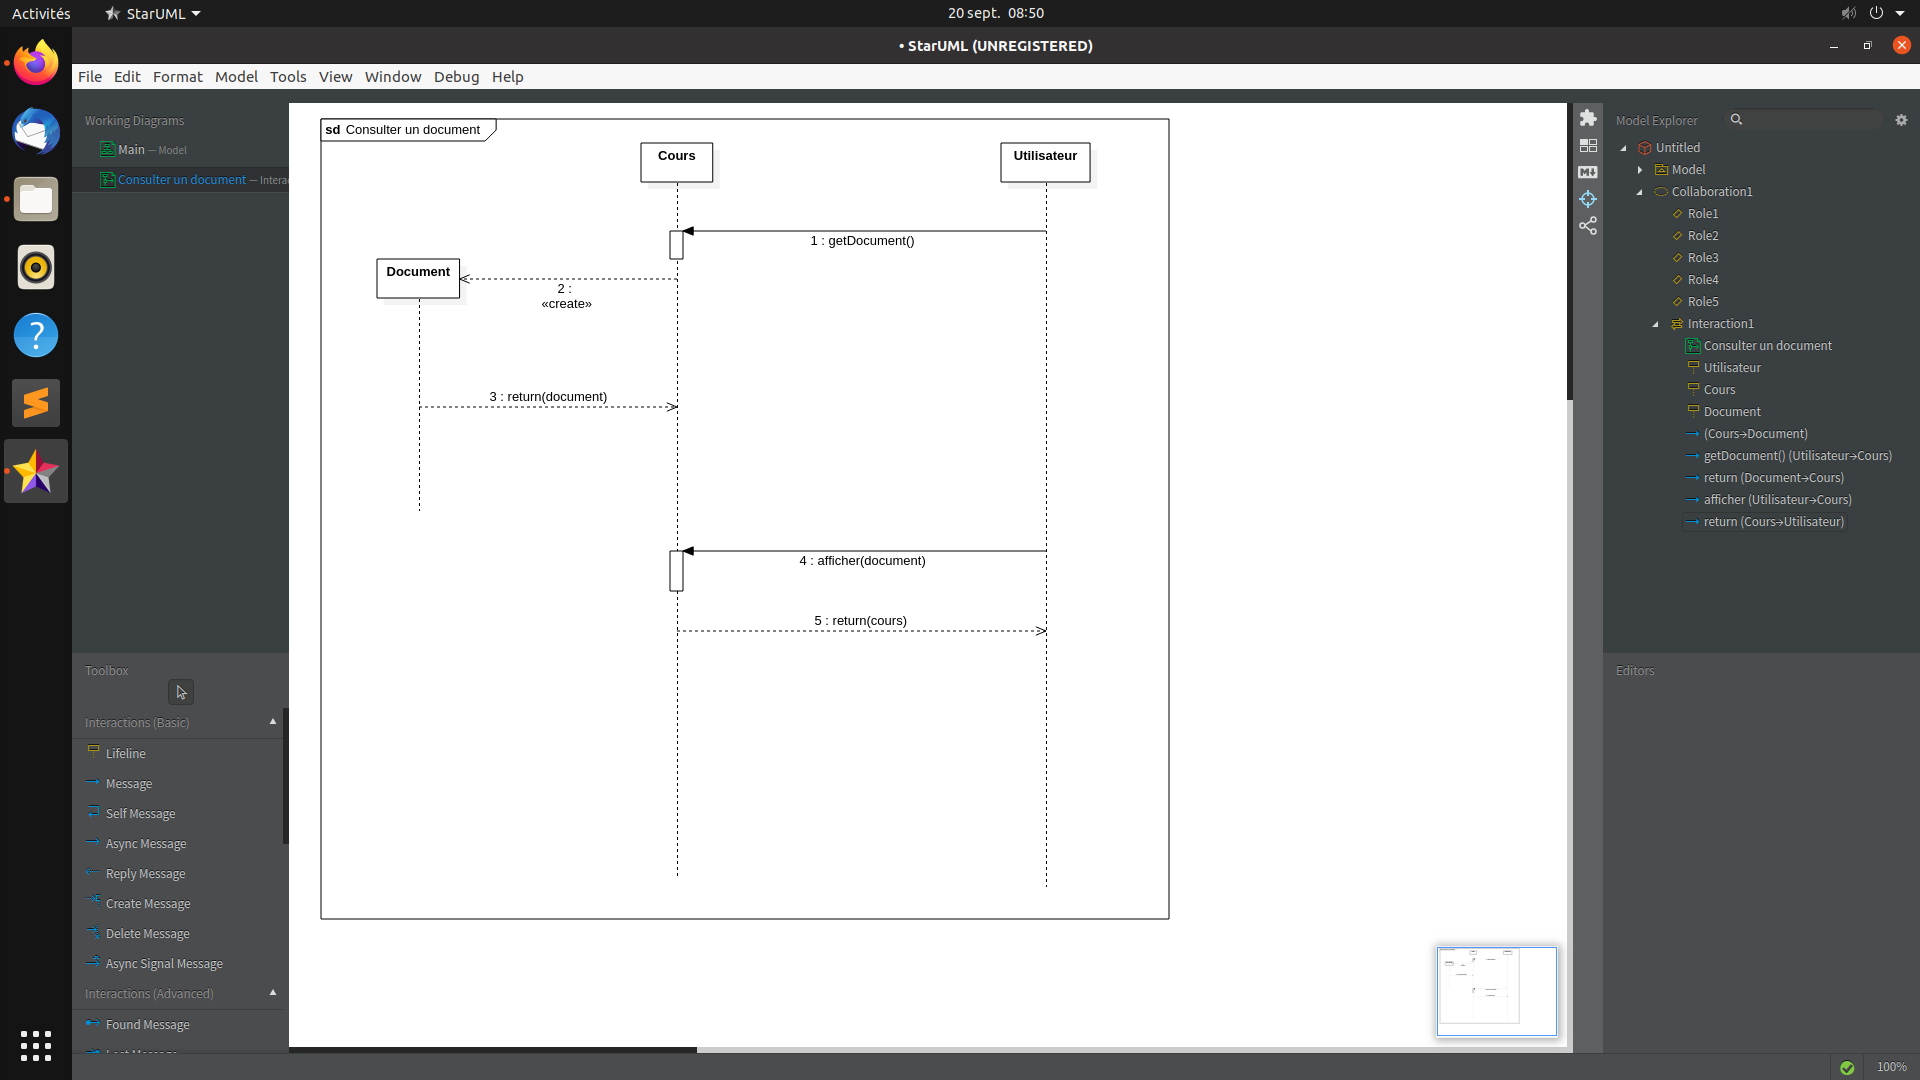 Activités
StarUML
20 sept. 08:50
• StarUML (UNREGISTERED)
File Edit Format Model Tools View Window Debug Help
Working Diagrams
Main — Model
Consulter un document — Interac
Toolbox
Interactions (Basic)
Lifeline
Message
Self Message
Async Message
Reply Message
Create Message
Delete Message
Async Signal Message
Interactions (Advanced)
Found Message
Lost Message
sd Consulter un document
Cours
Utilisateur
1 : getDocument()
Document
2 :
«create»
3 : return(document)
4 : afficher(document)
5 : return(cours)
M↓
Model Explorer
Untitled
Model
Collaboration1
Role1
Role2
Role3
Role4
Role5
Interaction1
Consulter un document
Utilisateur
Cours
Document
(Cours→Document)
getDocument() (Utilisateur→Cours)
return (Document→Cours)
afficher (Utilisateur→Cours)
return (Cours→Utilisateur)
Editors
100%